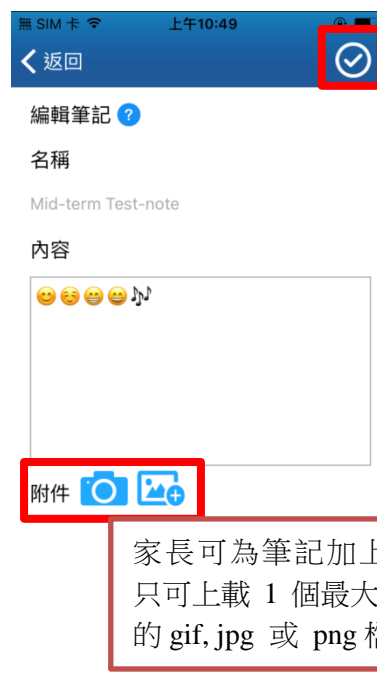 無 SIM 卡 上午10:49
返回
編輯筆記 ?
名稱
Mid-term Test-note
內容
😊😌😁😄🎶
附件
家長可為筆記加上
只可上載 1 個最大
的 gif, jpg 或 png 檔